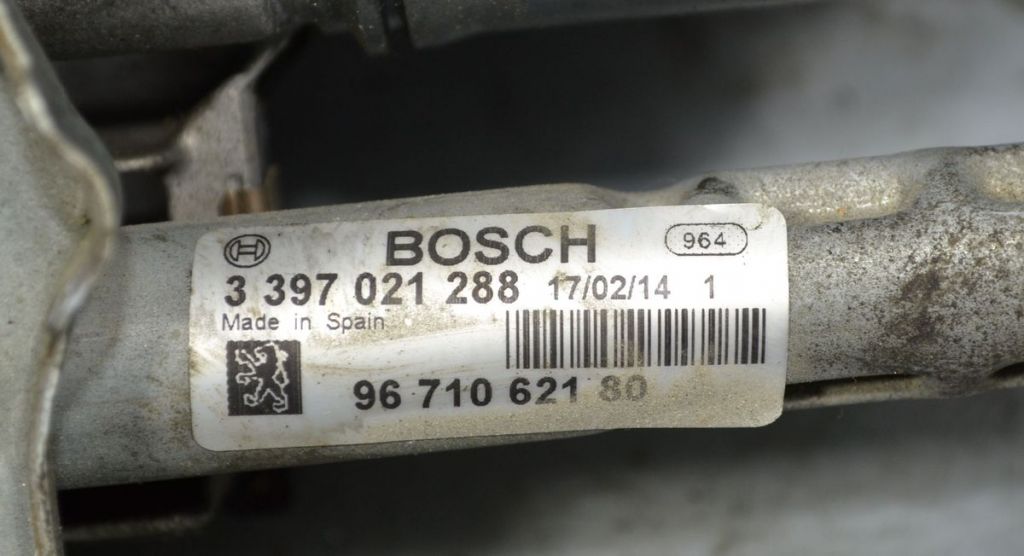 BOSCH 964
3 397 021 288 17/02/14 1
Made in Spain
96 710 621 80